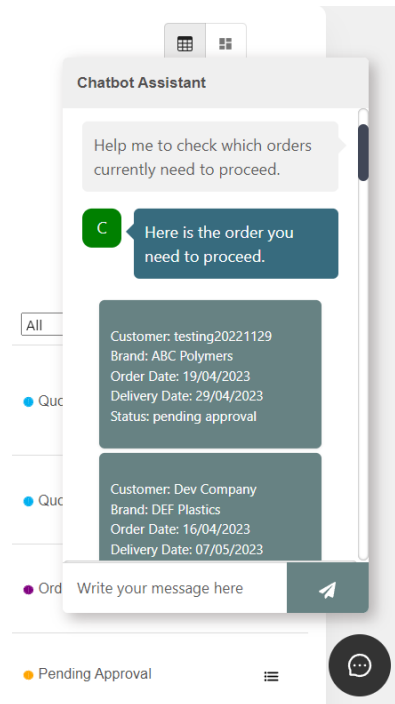 Chatbot Assistant
Help me to check which orders
currently need to proceed.
C
Here is the order you
need to proceed.
Customer: testing20221129
Brand: ABC Polymers
Order Date: 19/04/2023
Delivery Date: 29/04/2023
Status: pending approval
Customer: Dev Company
Brand: DEF Plastics
Order Date: 16/04/2023
Delivery Date: 07/05/2023
Write your message here
All
Quo
Quo
Ord
Pending Approval